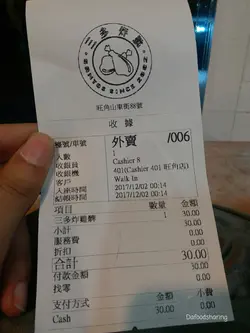 三多炸雞
SINCE
旺角山東街8號
收據
帳號/單號 外賣 /006
人數 1
收銀員 Cashier 8
收銀機 401(Cashier 401 旺角店)
客戶 Walk In
入座時間 2017/12/02 00:14
結帳時間 2017/12/02 00:14
項目 數量 金額
三多炸雞髀 1 30.00
小計 30.00
服務費 0.00
折扣 0.00
合計 30.00
付款金額 30.00
找零 0.00
支付方式 金額 小費
Cash 30.00 0.00
Dafoodsharing